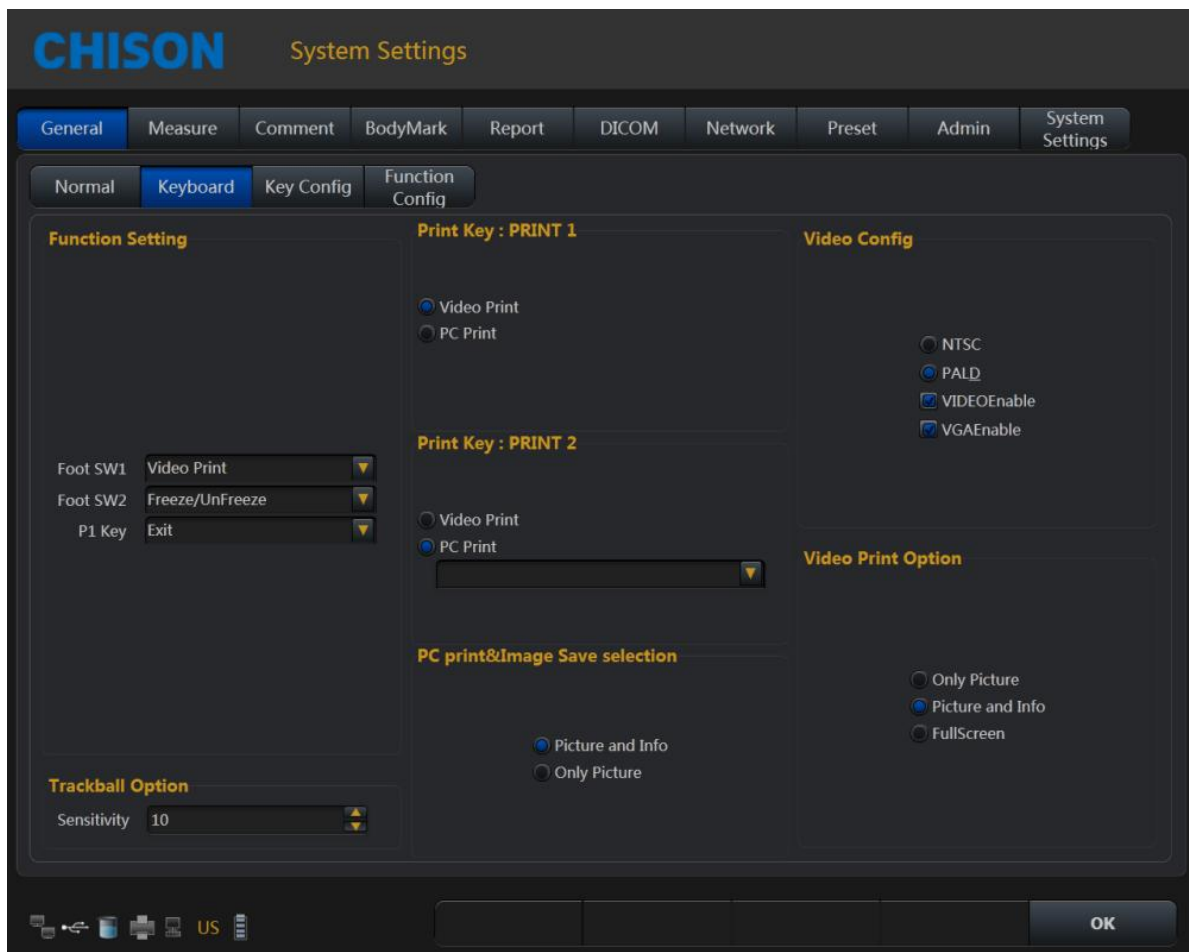 CHISON
System Settings
General
Measure
Comment
BodyMark
Report
DICOM
Network
Preset
Admin
System
Settings
Normal
Keyboard
Key Config
Function
Config
Function Setting
Foot SW1 Video Print
Foot SW2 Freeze/UnFreeze
P1 Key Exit
Trackball Option
Sensitivity 10
Print Key : PRINT 1
Video Print
PC Print
Print Key : PRINT 2
Video Print
PC Print
PC print&Image Save selection
Picture and Info
Only Picture
Video Config
NTSC
PALD
VIDEOEnable
VGAEnable
Video Print Option
Only Picture
Picture and Info
FullScreen
US
OK